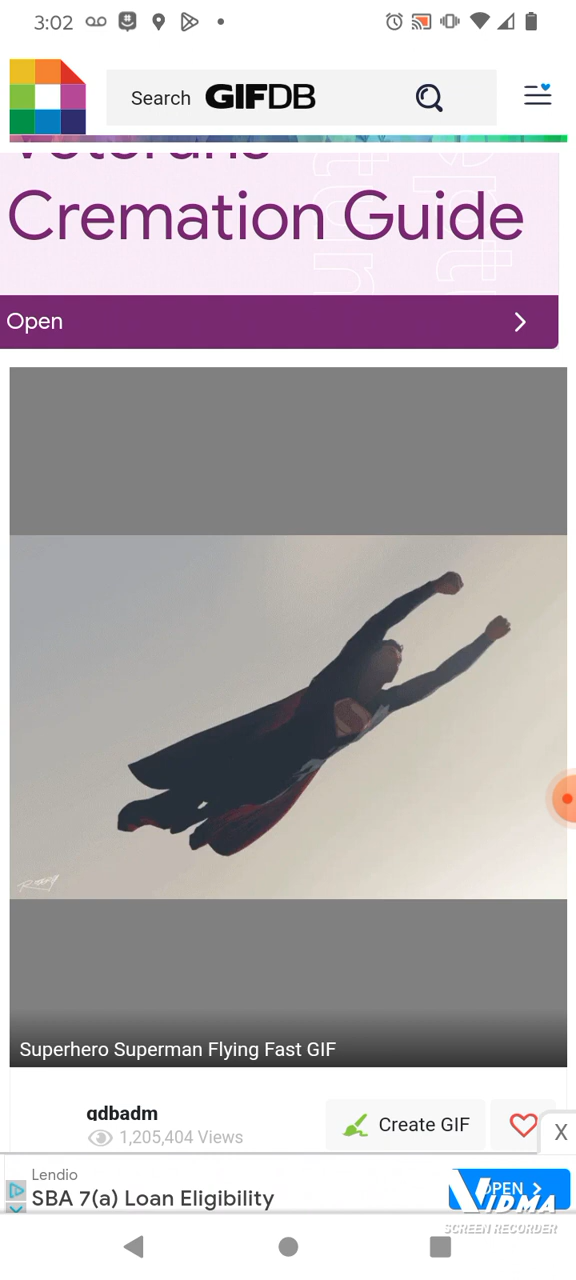 3:02
Search GIFDB
Cremation Guide
Open
Superhero Superman Flying Fast GIF
gdbadm
1,205,404 Views
Create GIF
X
Lendio
SBA 7(a) Loan Eligibility
OPEN
VIDMA
SCREEN RECORDER